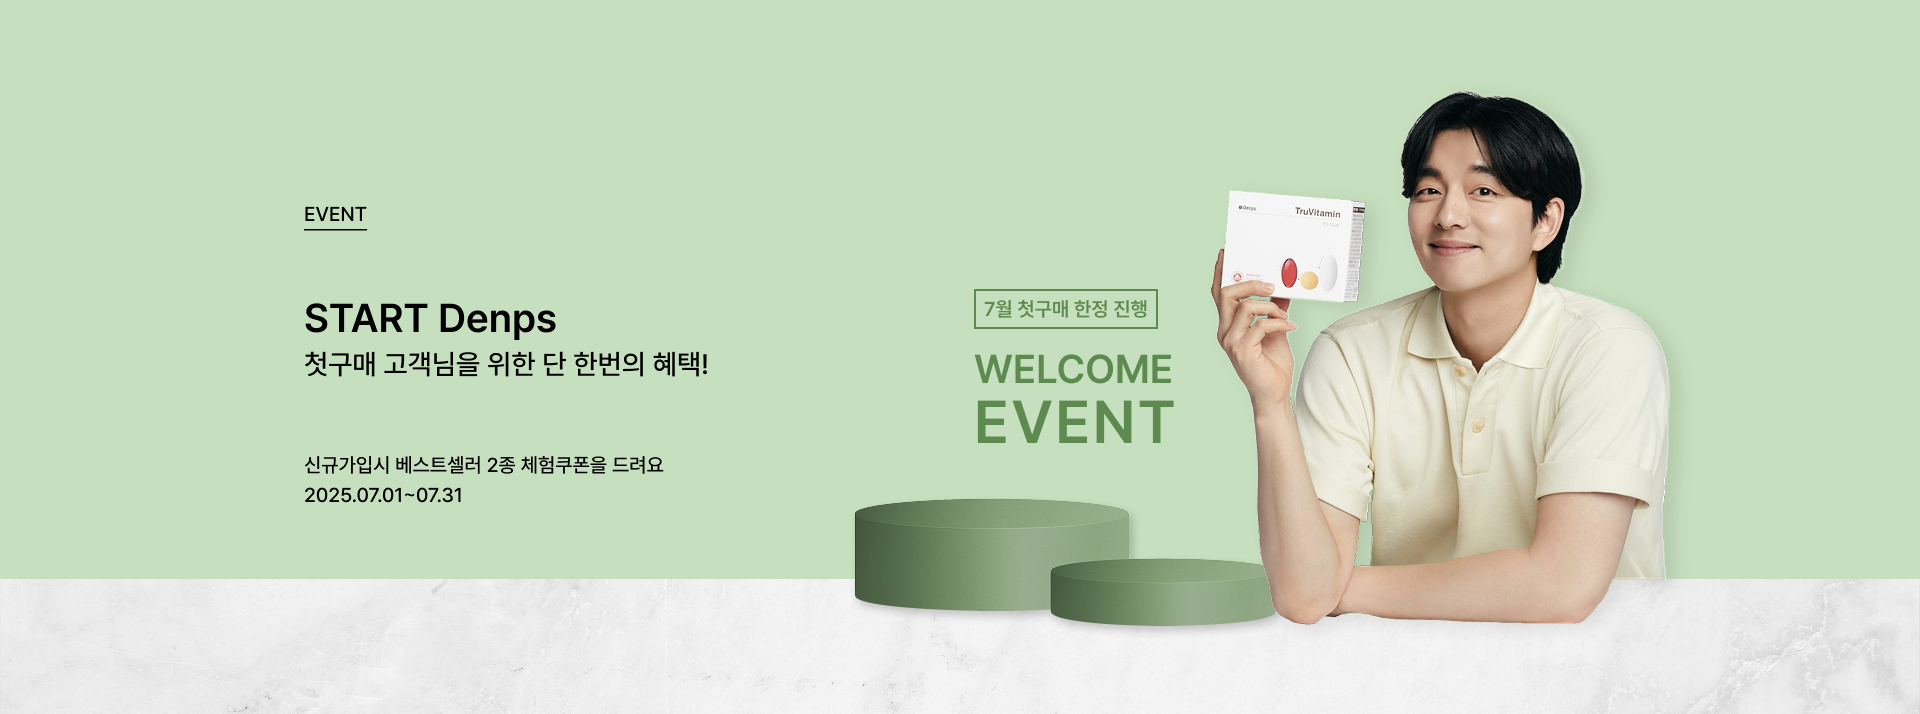 EVENT
START Denps
첫구매 고객님을 위한 단 한번의 혜택!
신규가입시 베스트셀러 2종 체험쿠폰을 드려요
2025.07.01~07.31
7월 첫구매 한정 진행
WELCOME
EVENT
Denps
TruVitamin